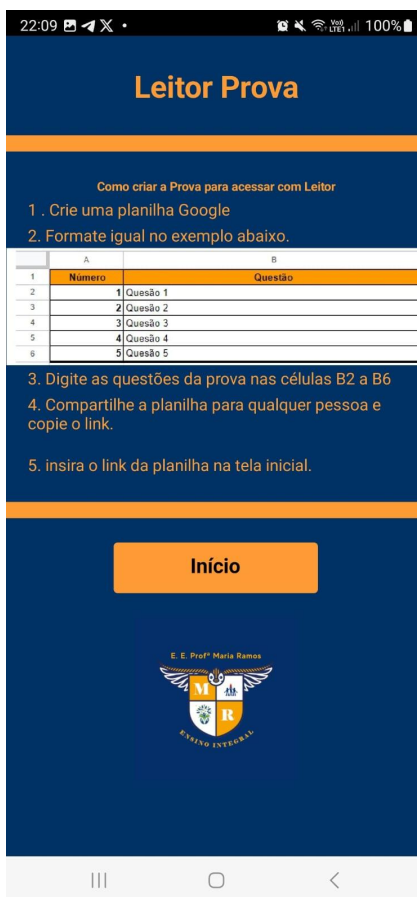 22:09 100%
Leitor Prova
Como criar a Prova para acessar com Leitor
1 . Crie uma planilha Google
2. Formate igual no exemplo abaixo.
A B
1 Número Questão
2 1 Quesão 1
3 2 Quesão 2
4 3 Quesão 3
5 4 Quesão 4
6 5 Quesão 5
3. Digite as questões da prova nas células B2 a B6
4. Compartilhe a planilha para qualquer pessoa e
copie o link.
5. insira o link da planilha na tela inicial.
Início
E. E. Profª Maria Ramos
M
R
ENSINO INTEGRAL